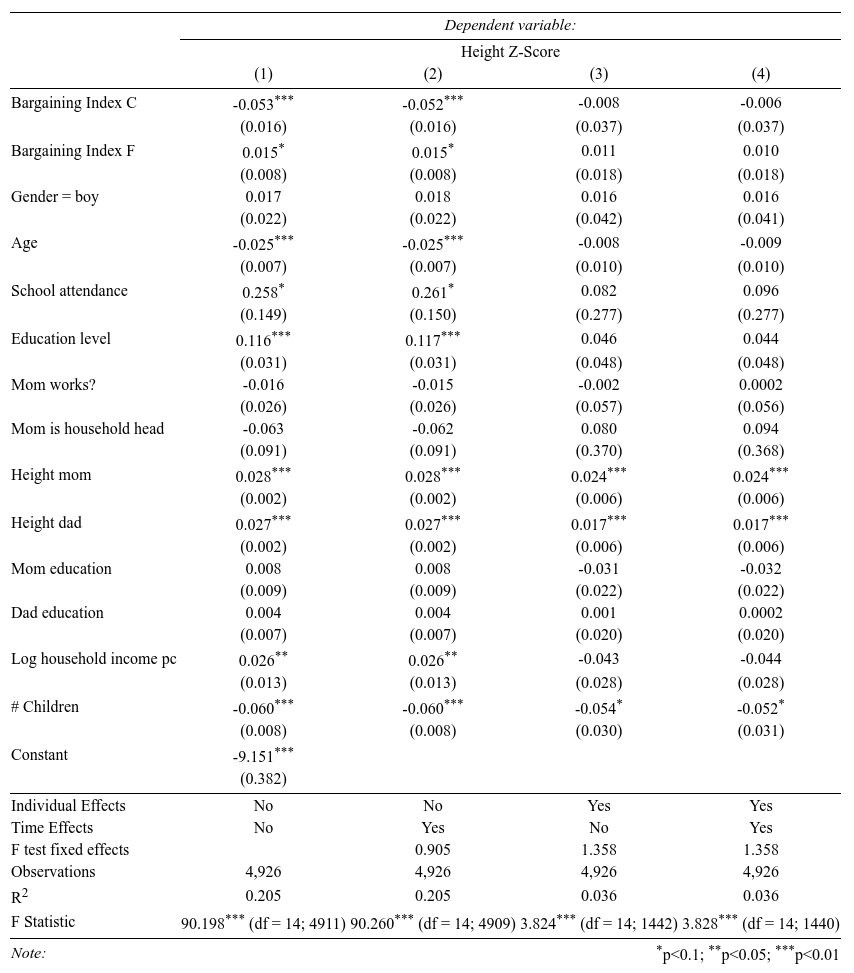 Dependent variable:
Height Z-Score
(1) (2) (3) (4)
Bargaining Index C -0.053*** -0.052*** -0.008 -0.006
(0.016) (0.016) (0.037) (0.037)
Bargaining Index F 0.015* 0.015* 0.011 0.010
(0.008) (0.008) (0.018) (0.018)
Gender = boy 0.017 0.018 0.016 0.016
(0.022) (0.022) (0.042) (0.041)
Age -0.025*** -0.025*** -0.008 -0.009
(0.007) (0.007) (0.010) (0.010)
School attendance 0.258* 0.261* 0.082 0.096
(0.149) (0.150) (0.277) (0.277)
Education level 0.116*** 0.117*** 0.046 0.044
(0.031) (0.031) (0.048) (0.048)
Mom works? -0.016 -0.015 -0.002 0.0002
(0.026) (0.026) (0.057) (0.056)
Mom is household head -0.063 -0.062 0.080 0.094
(0.091) (0.091) (0.370) (0.368)
Height mom 0.028*** 0.028*** 0.024*** 0.024***
(0.002) (0.002) (0.006) (0.006)
Height dad 0.027*** 0.027*** 0.017*** 0.017***
(0.002) (0.002) (0.006) (0.006)
Mom education 0.008 0.008 -0.031 -0.032
(0.009) (0.009) (0.022) (0.022)
Dad education 0.004 0.004 0.001 0.0002
(0.007) (0.007) (0.020) (0.020)
Log household income pc 0.026** 0.026** -0.043 -0.044
(0.013) (0.013) (0.028) (0.028)
# Children -0.060*** -0.060*** -0.054* -0.052*
(0.008) (0.008) (0.030) (0.031)
Constant -9.151***
(0.382)
Individual Effects No No Yes Yes
Time Effects No Yes No Yes
F test fixed effects 0.905 1.358 1.358
Observations 4,926 4,926 4,926 4,926
R2 0.205 0.205 0.036 0.036
F Statistic 90.198*** (df = 14; 4911) 90.260*** (df = 14; 4909) 3.824*** (df = 14; 1442) 3.828*** (df = 14; 1440)
Note: *p<0.1; **p<0.05; ***p<0.01